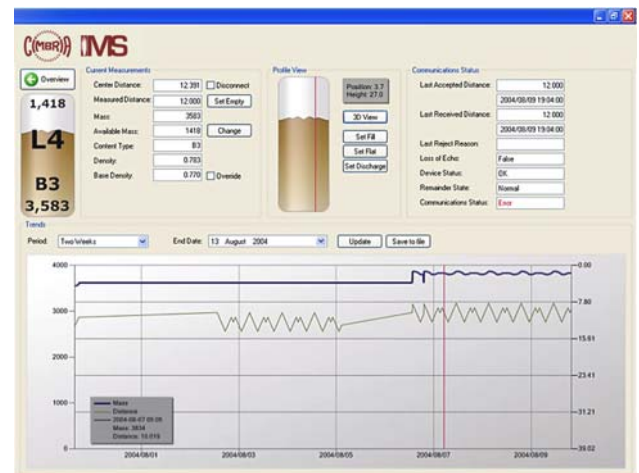 C(MBR)A IMS
Overview
1,418
L4
B3
3,583
Current Measurements
Center Distance: 12.391 Disconnect
Measured Distance: 12.000 Set Empty
Mass: 3583
Available Mass: 1418 Change
Content Type: B3
Density: 0.783
Base Density: 0.770 Override
Profile View
Position: 3.7
Height: 27.0
3D View
Set Fill
Set Flat
Set Discharge
Communications Status
Last Accepted Distance: 12.000
2004/08/09 19:04:00
Last Received Distance: 12.000
2004/08/09 19:04:00
Last Reject Reason:
Loss of Echo: False
Device Status: OK
Remainder State: Normal
Communications Status: Error
Trends
Period: Two Weeks End Date: 13 August 2004 Update Save to file
4000 0.00
3000 7.80
15.61
2000
23.41
1000 31.21
0 39.02
Mass
Distance
2004-08-07 05:05
Mass: 3834
Distance: 10.019
2004/08/01 2004/08/03 2004/08/05 2004/08/07 2004/08/09